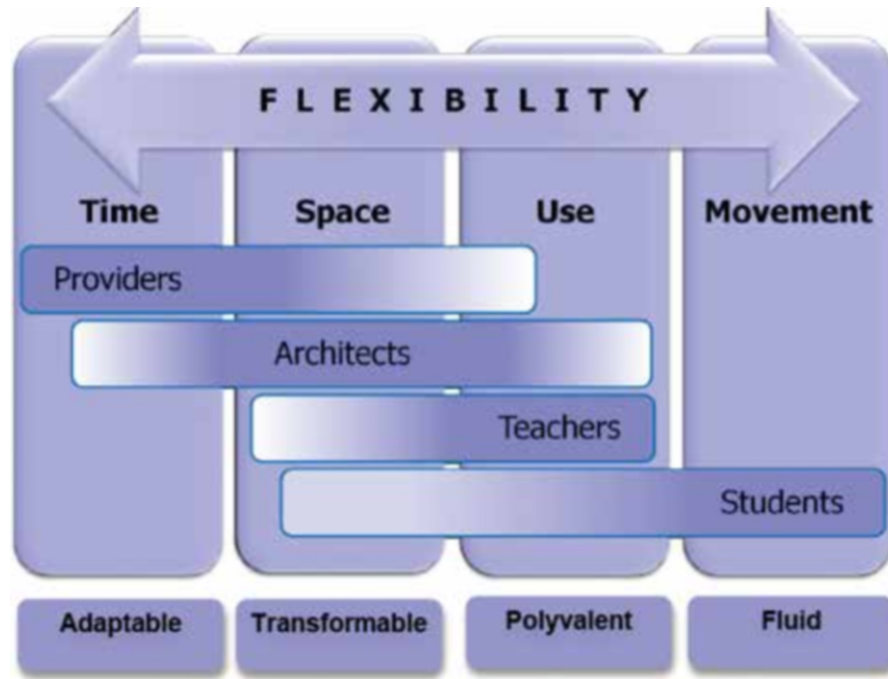 FLEXIBILITY
Time Space Use Movement
Providers
Architects
Teachers
Students
Adaptable Transformable Polyvalent Fluid